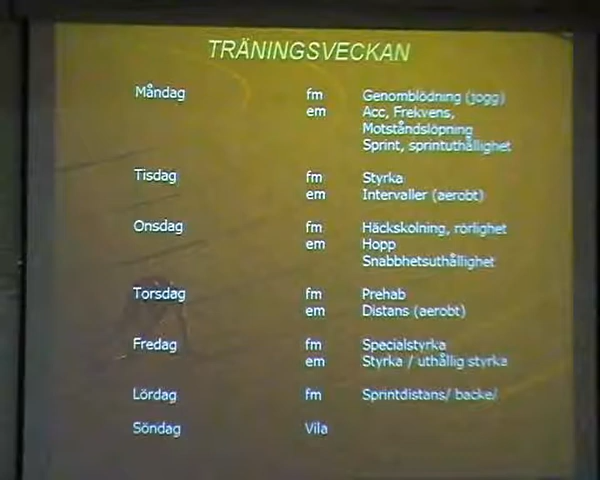 TRÄNINGSVECKAN
Måndag fm Genomblödning (jogg)
em Acc, Frekvens,
Motståndslöpning
Sprint, sprintuthållighet
Tisdag fm Styrka
em Intervaller (aerobt)
Onsdag fm Häckskolning, rörlighet
em Hopp
Snabbhetsuthållighet
Torsdag fm Prehab
em Distans (aerobt)
Fredag fm Specialstyrka
em Styrka / uthållig styrka
Lördag fm Sprintdistans/ backe/
Söndag Vila